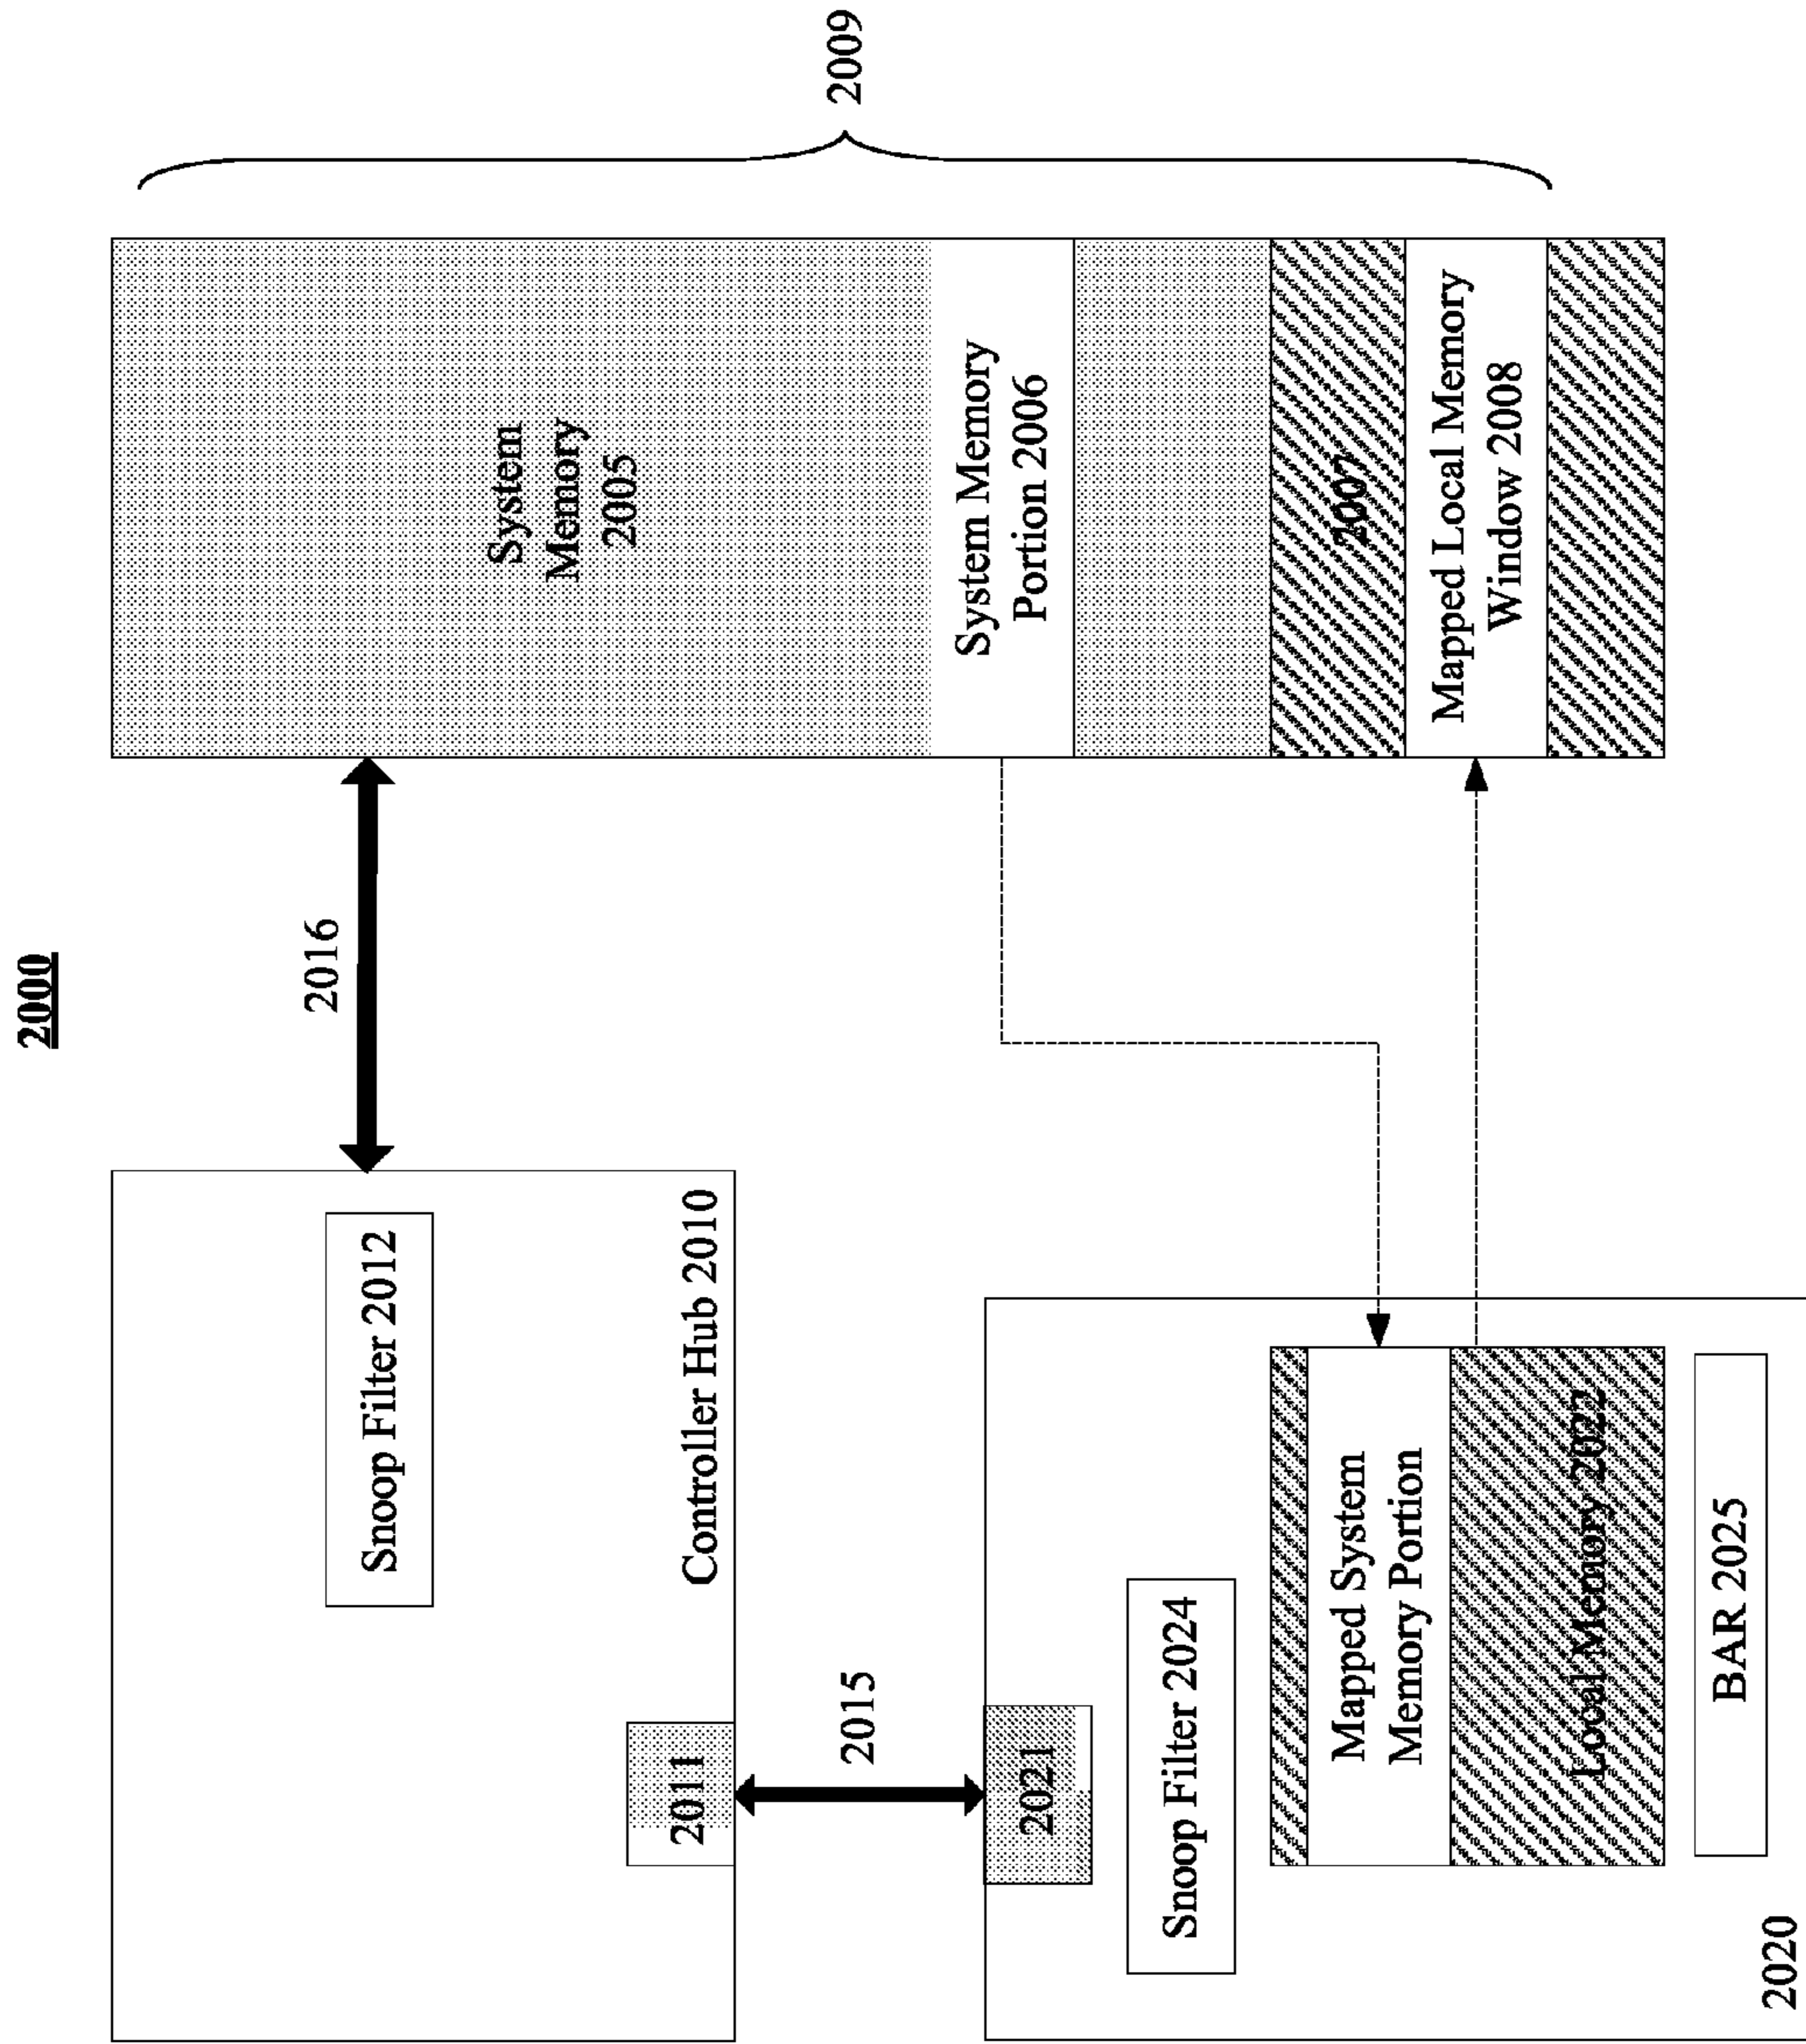 2000
2009
2016
System
Memory
2005
System Memory
Portion 2006
2007
Mapped Local Memory
Window 2008
Snoop Filter 2012
Controller Hub 2010
2011
2015
2021
Snoop Filter 2024
Mapped System
Memory Portion
Local Memory 2022
BAR 2025
2020